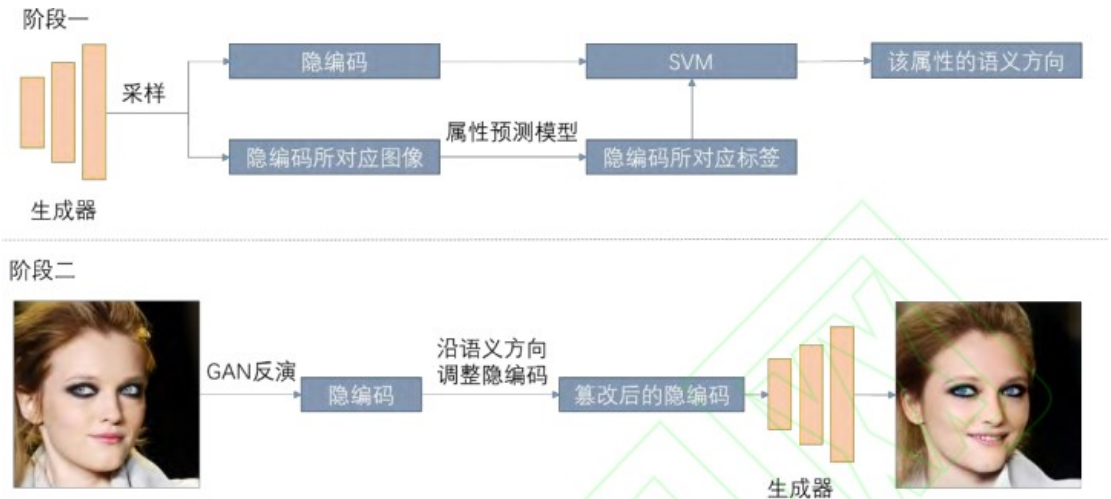 阶段一
隐编码
SVM
该属性的语义方向
采样
属性预测模型
隐编码所对应图像
隐编码所对应标签
生成器
阶段二
GAN反演
隐编码
沿语义方向
调整隐编码
篡改后的隐编码
生成器